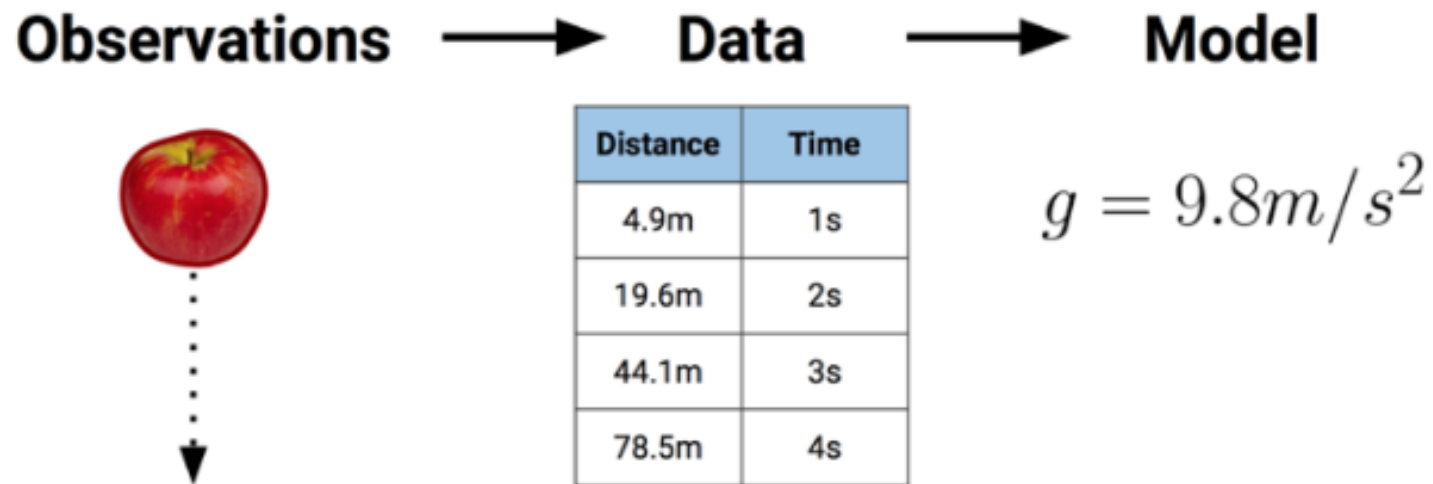 Observations → Data → Model
Distance Time
4.9m 1s
19.6m 2s
44.1m 3s
78.5m 4s
g = 9.8m/s²